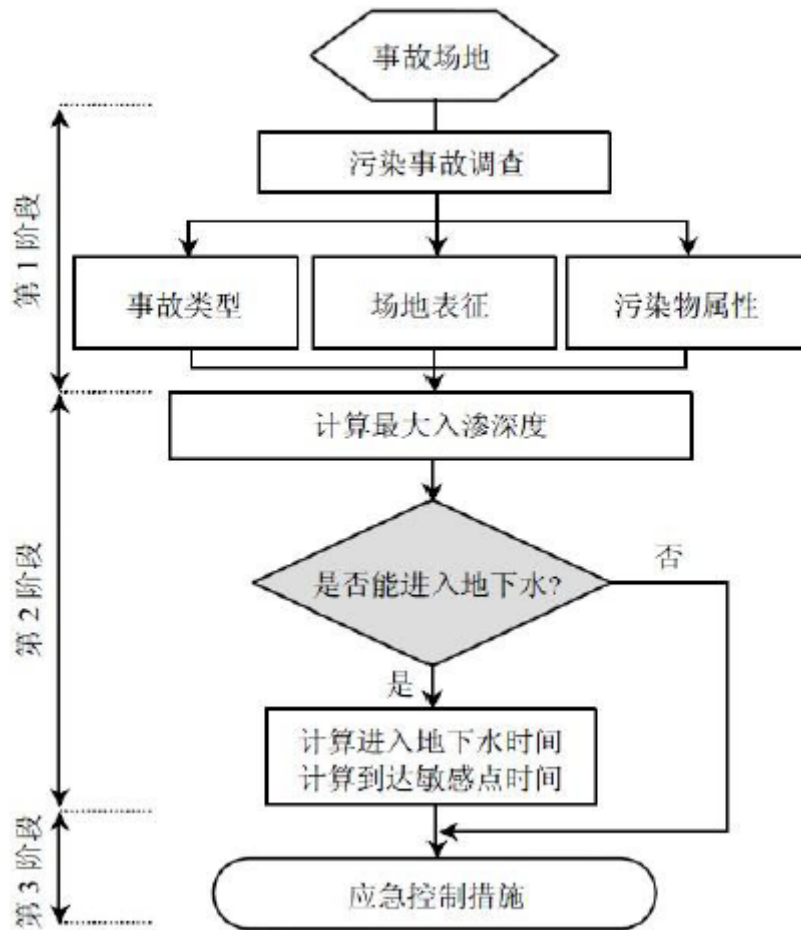 事故场地
第1阶段
污染事故调查
事故类型
场地表征
污染物属性
第2阶段
计算最大入渗深度
是否能进入地下水?
否
是
计算进入地下水时间
计算到达敏感点时间
第3阶段
应急控制措施